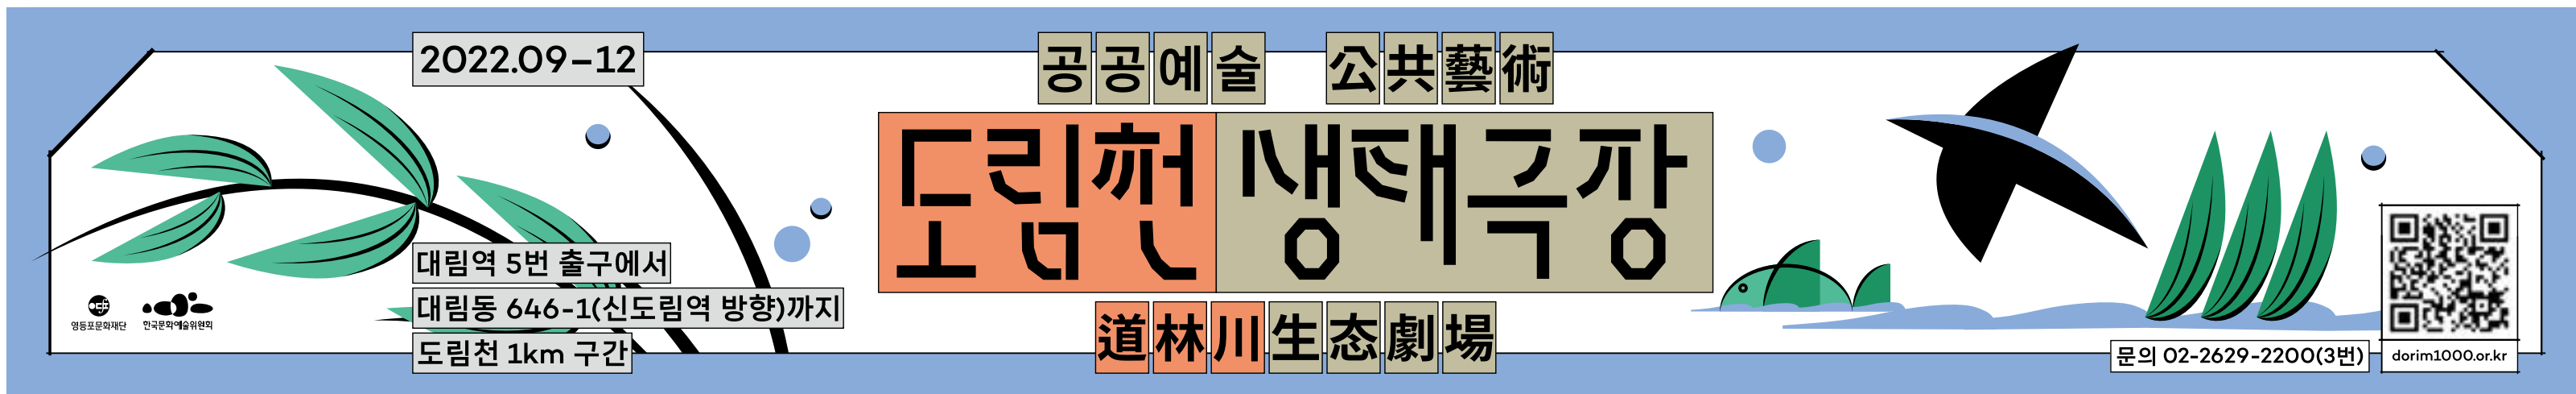 2022.09-12
공공예술 公共藝術
도림천 생태극장
道林川生态劇場
대림역 5번 출구에서
대림동 646-1(신도림역 방향)까지
도림천 1km 구간
영등포문화재단
한국문화예술위원회
문의 02-2629-2200(3번)
dorim1000.or.kr